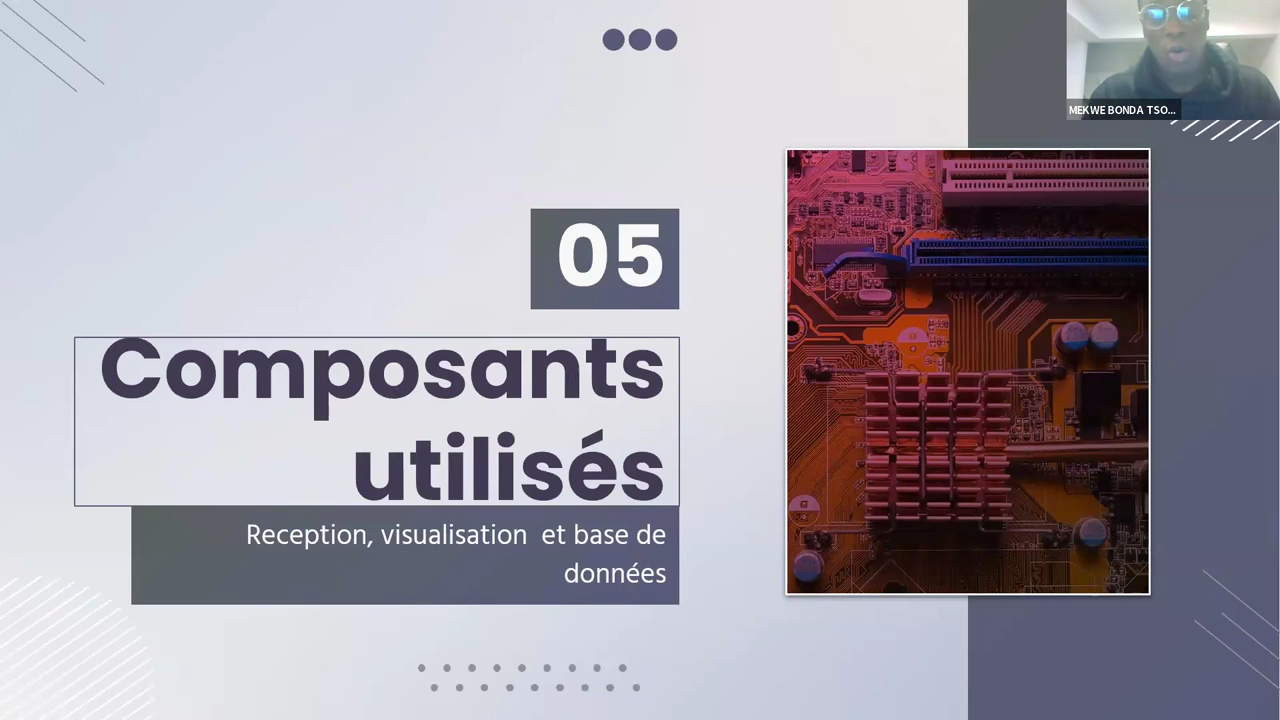 MEKWE BONDA TSO...
05
Composants
utilisés
Reception, visualisation  et base de
données